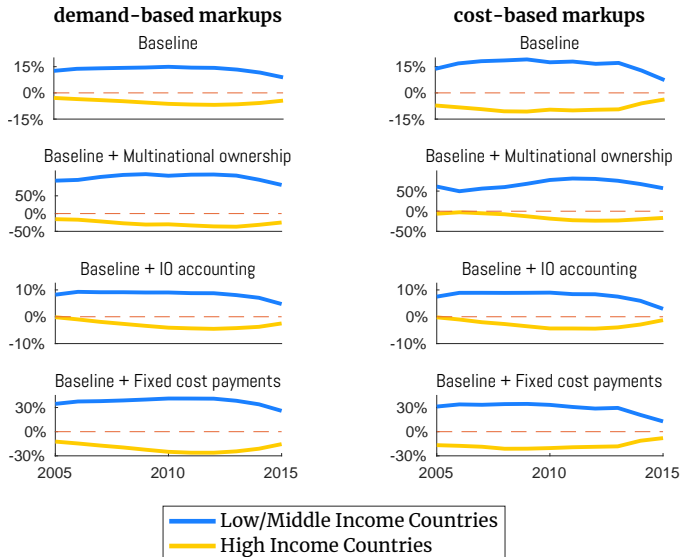 demand-based markups
cost-based markups
Baseline
15%
0%
-15%
Baseline
15%
0%
-15%
Baseline + Multinational ownership
50%
0%
-50%
Baseline + Multinational ownership
50%
0%
-50%
Baseline + IO accounting
10%
0%
-10%
Baseline + IO accounting
10%
0%
-10%
Baseline + Fixed cost payments
30%
0%
-30%
2005
2010
2015
Baseline + Fixed cost payments
30%
0%
-30%
2005
2010
2015
Low/Middle Income Countries
High Income Countries